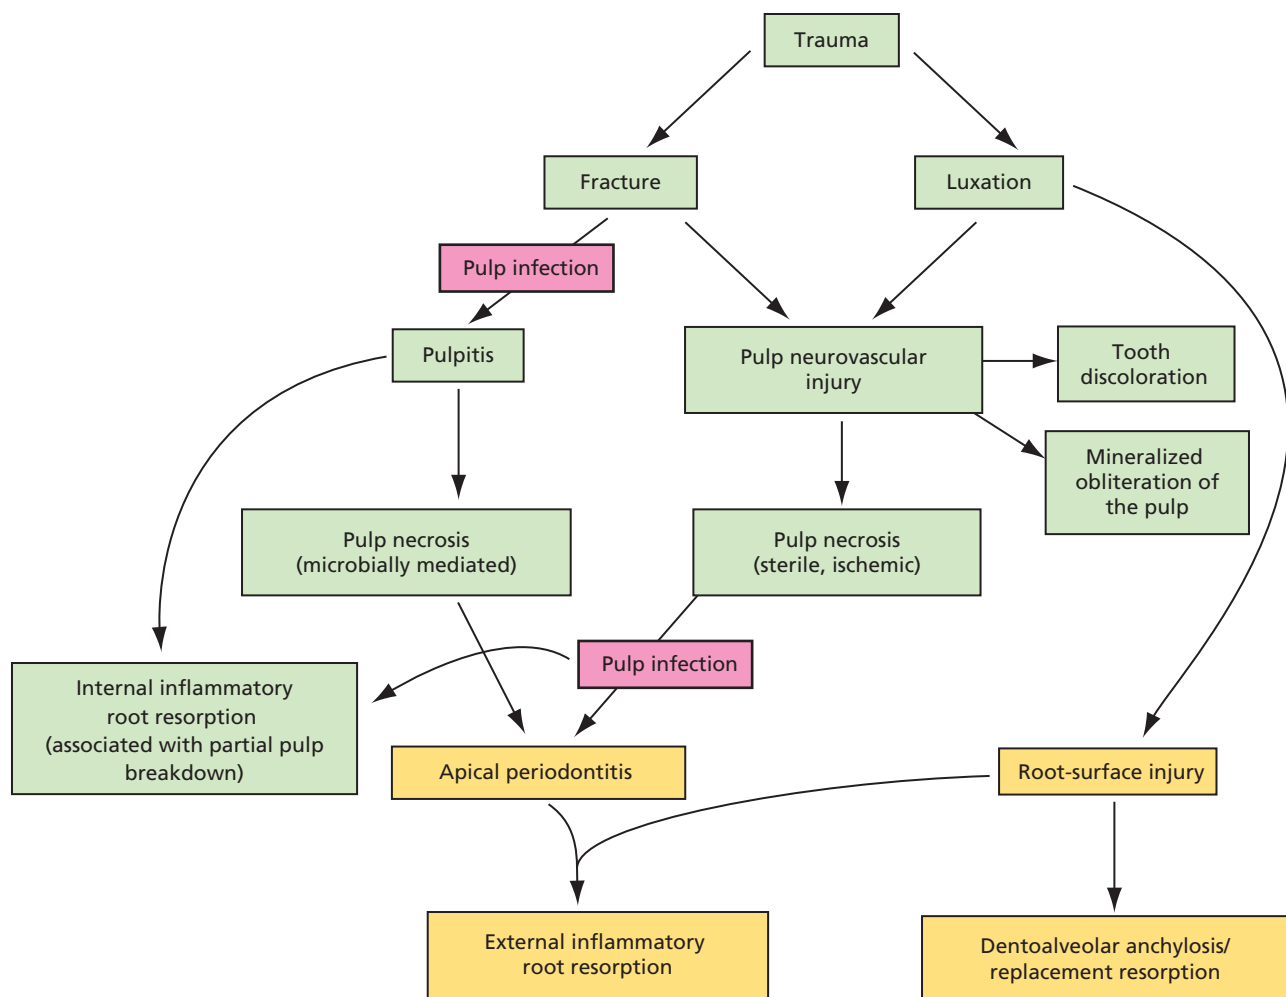 Trauma
Fracture
Luxation
Pulp infection
Pulpitis
Pulp neurovascular
injury
Tooth
discoloration
Mineralized
obliteration of
the pulp
Pulp necrosis
(microbially mediated)
Pulp necrosis
(sterile, ischemic)
Pulp infection
Internal inflammatory
root resorption
(associated with partial pulp
breakdown)
Apical periodontitis
Root-surface injury
External inflammatory
root resorption
Dentoalveolar anchylosis/
replacement resorption